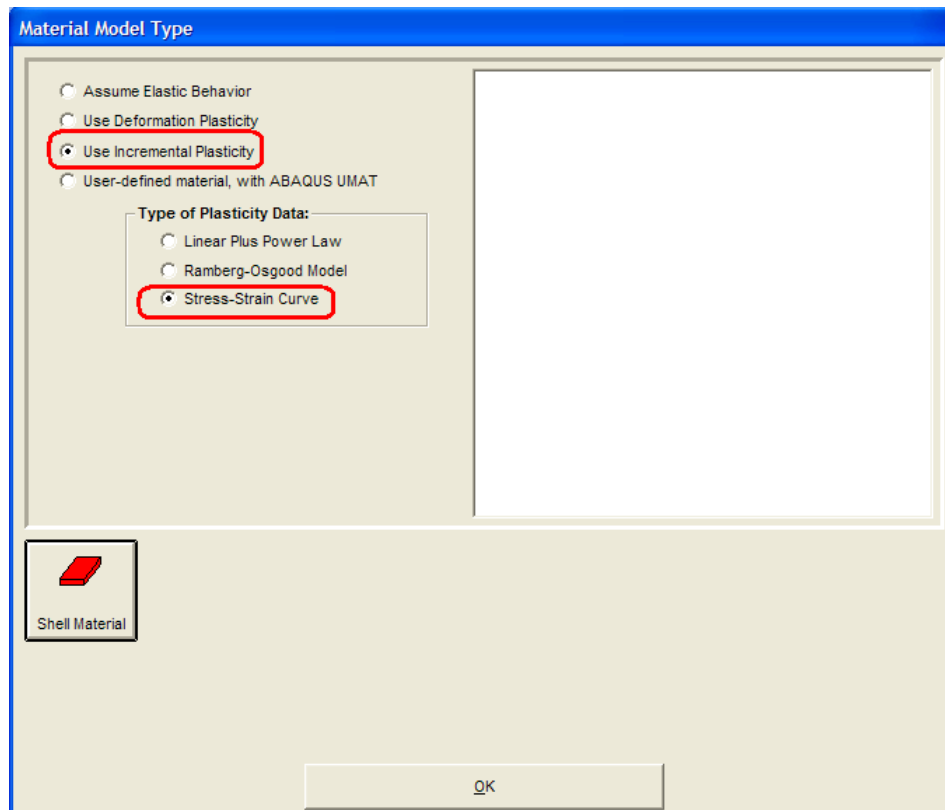 Material Model Type
Assume Elastic Behavior
Use Deformation Plasticity
Use Incremental Plasticity
User-defined material, with ABAQUS UMAT
Type of Plasticity Data:
Linear Plus Power Law
Ramberg-Osgood Model
Stress-Strain Curve
Shell Material
OK